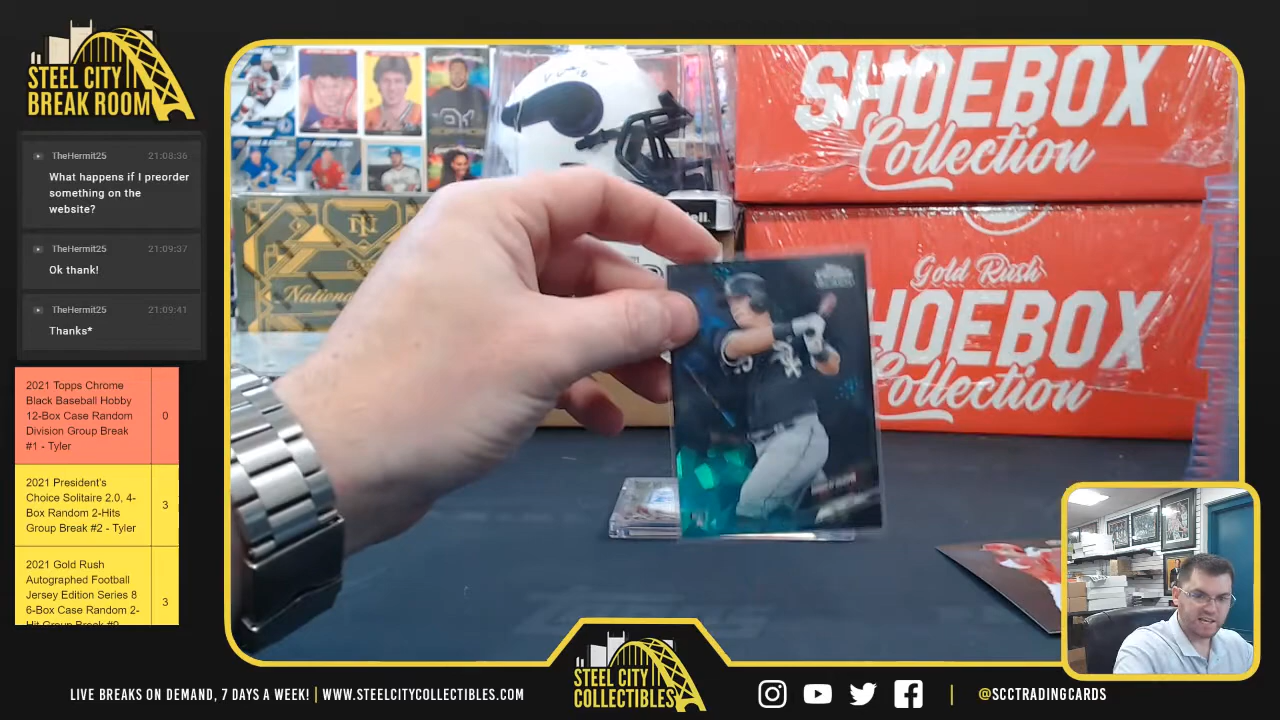 STEEL CITY
BREAK ROOM
TheHermit25 21:08:36
What happens if I preorder
something on the
website?
TheHermit25 21:09:37
Ok thank!
TheHermit25 21:09:41
Thanks*
2021 Topps Chrome
Black Baseball Hobby
12-Box Case Random
Division Group Break
#1 - Tyler
0
2021 President's
Choice Solitaire 2.0, 4-
Box Random 2-Hits
Group Break #2 - Tyler
3
2021 Gold Rush
Autographed Football
Jersey Edition Series 8
6-Box Case Random 2-
Hit Group Break #9
3
SHOEBOX
Collection
Gold Rush
SHOEBOX
Collection
STEEL CITY
COLLECTIBLES
LIVE BREAKS ON DEMAND, 7 DAYS A WEEK! | WWW.STEELCITYCOLLECTIBLES.COM
| @SCCTRADINGCARDS